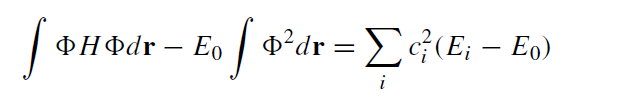 ∫ ΦHΦdr − E₀ ∫ Φ²dr = ∑ᵢ cᵢ²(Eᵢ − E₀)